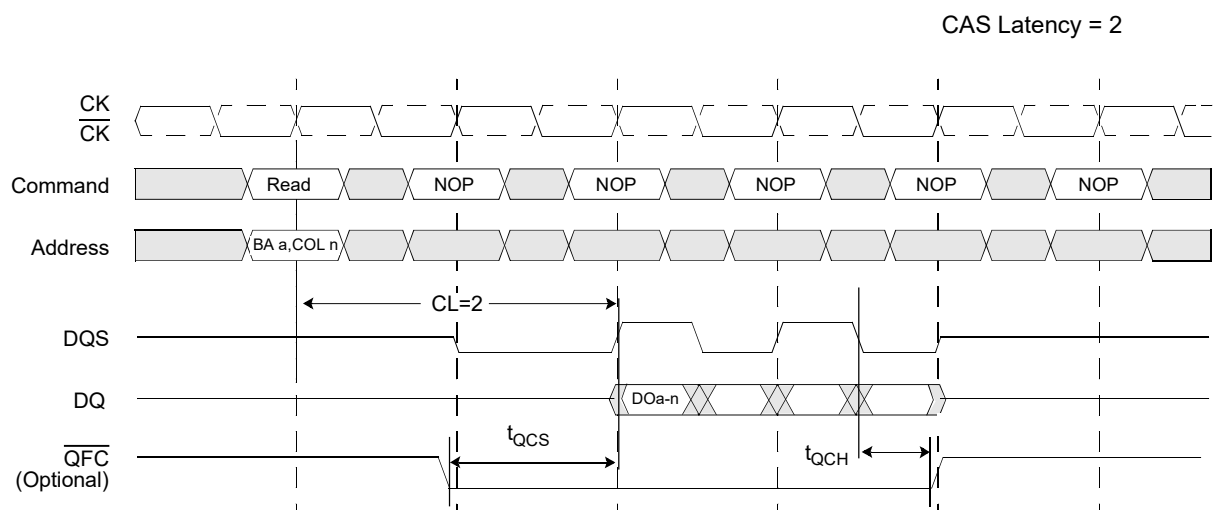 CAS Latency = 2
CK
CK
Command
Read
NOP
NOP
NOP
NOP
NOP
Address
BA a,COL n
CL=2
DQS
DQ
DOa-n
tQCS
tQCH
QFC
(Optional)